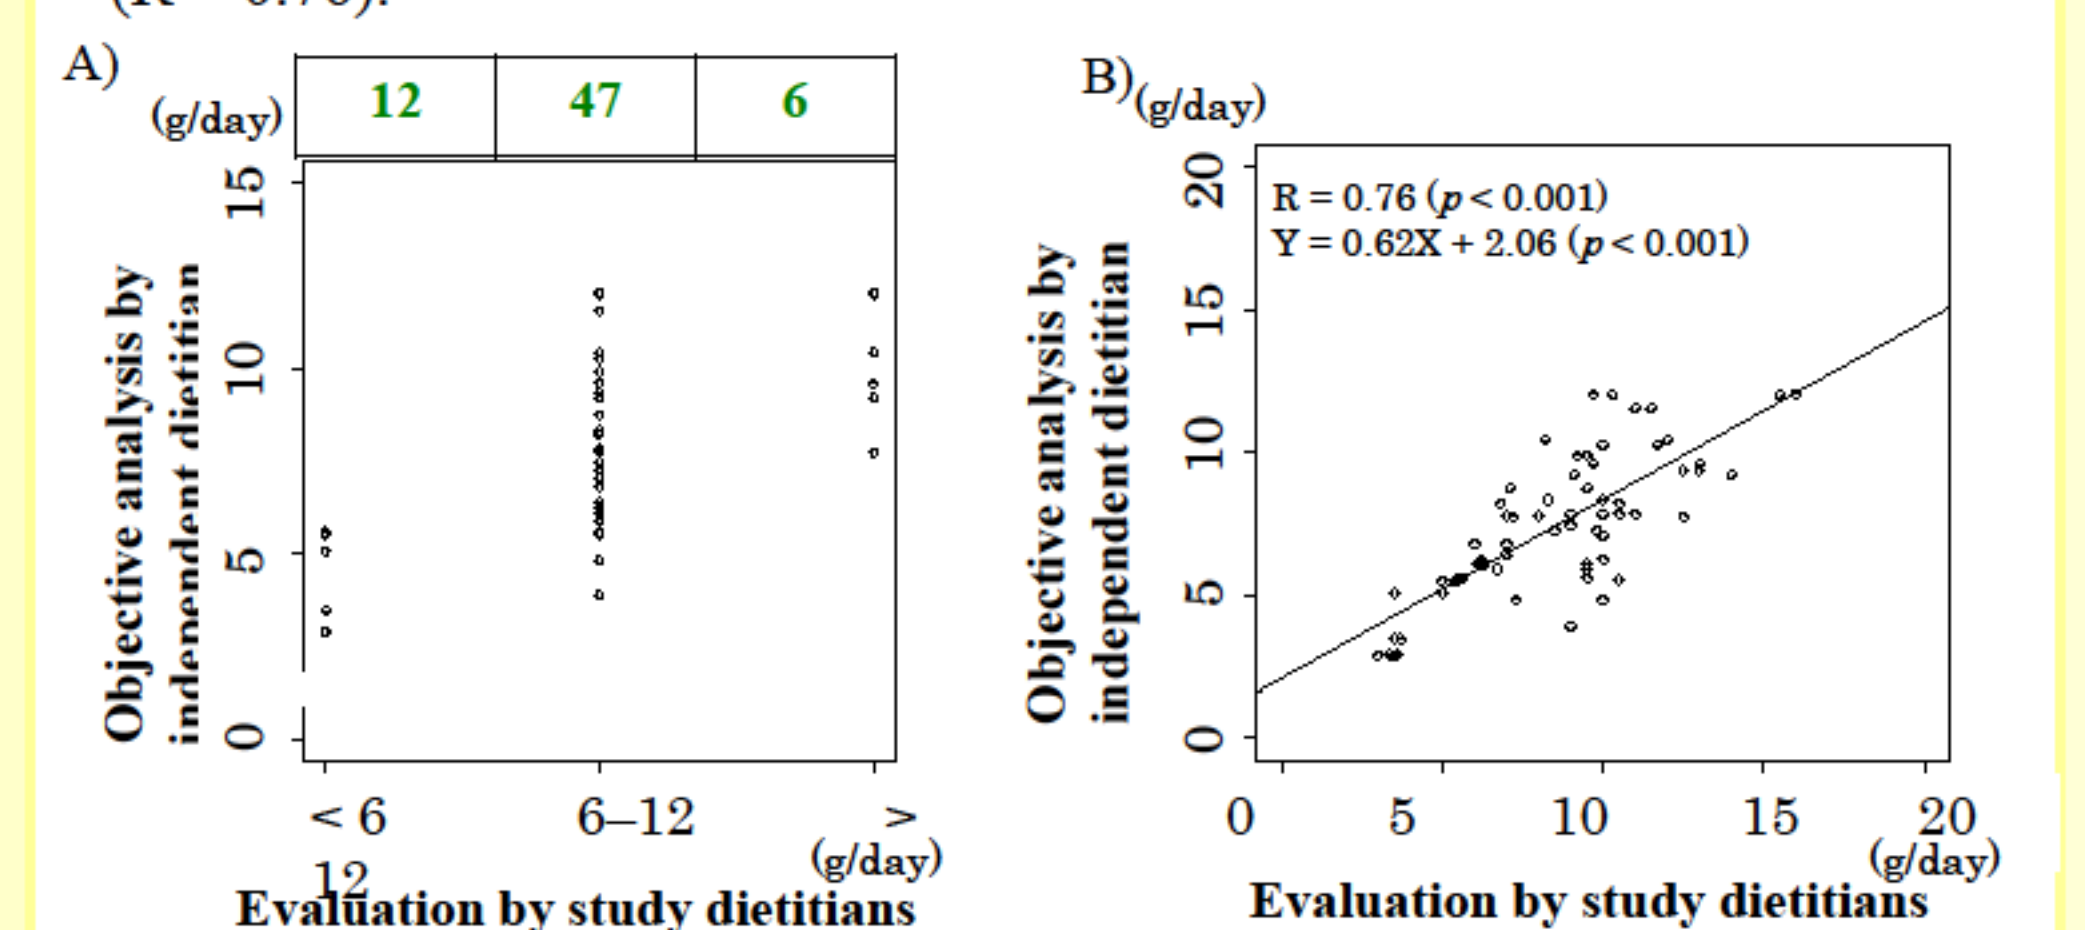 A)
(g/day)
12 47 6
15
10
5
0
Objective analysis by
independent dietitian
< 6 6–12 >
12
(g/day)
Evaluation by study dietitians
B)
(g/day)
20
15
10
5
0
R = 0.76 (p < 0.001)
Y = 0.62X + 2.06 (p < 0.001)
Objective analysis by
independent dietitian
0 5 10 15 20
(g/day)
Evaluation by study dietitians